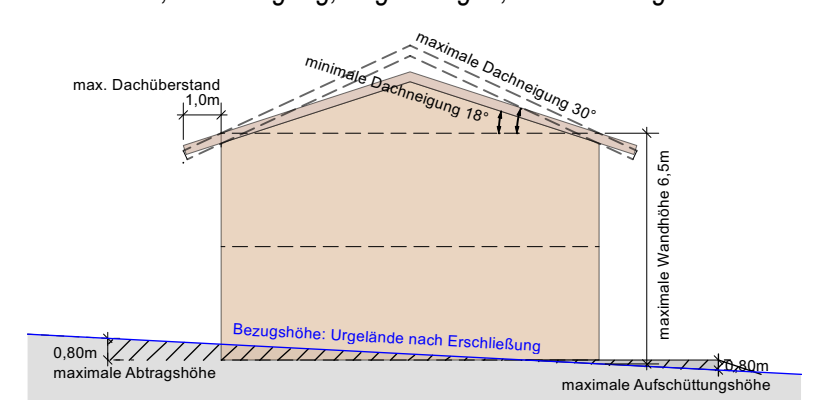 maximale Dachneigung 30°
minimale Dachneigung 18°
max. Dachüberstand
1,0m
maximale Wandhöhe 6,5m
Bezugshöhe: Urgelände nach Erschließung
0,80m
maximale Abtragshöhe
0,80m
maximale Aufschüttungshöhe